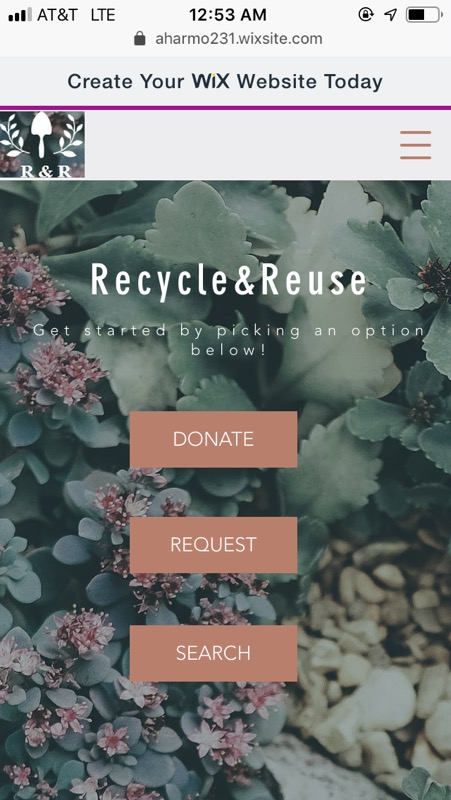 AT&T LTE 12:53 AM
aharmo231.wixsite.com
Create Your WiX Website Today
R & R
Recycle&Reuse
Get started by picking an option
below!
DONATE
REQUEST
SEARCH